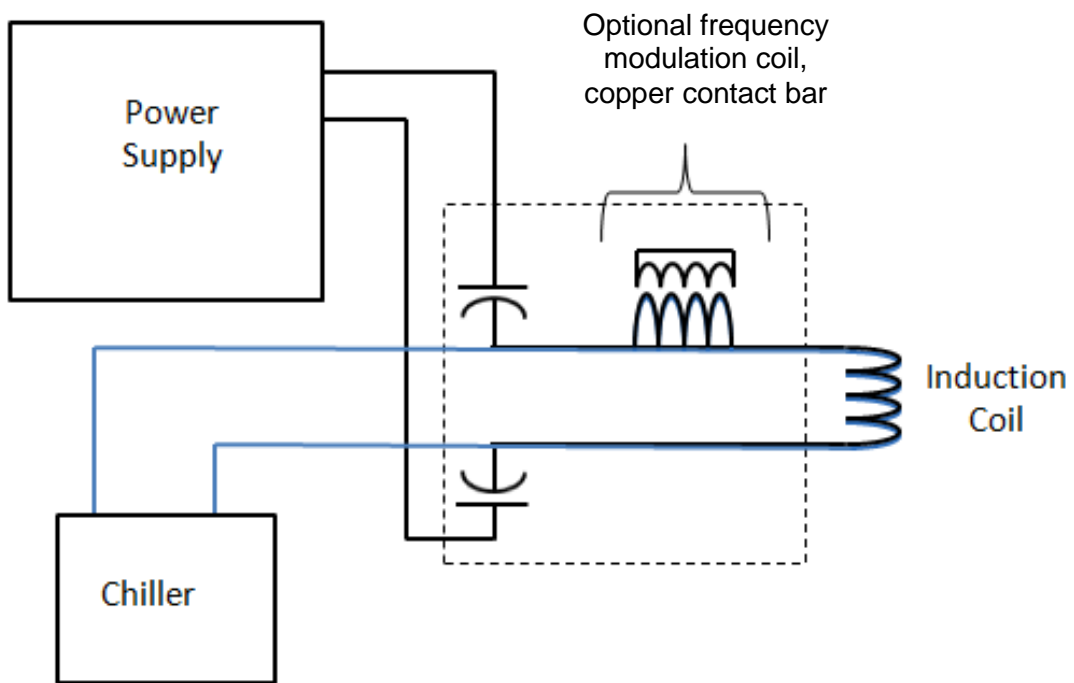 Optional frequency
modulation coil,
copper contact bar
Power
Supply
Induction
Coil
Chiller